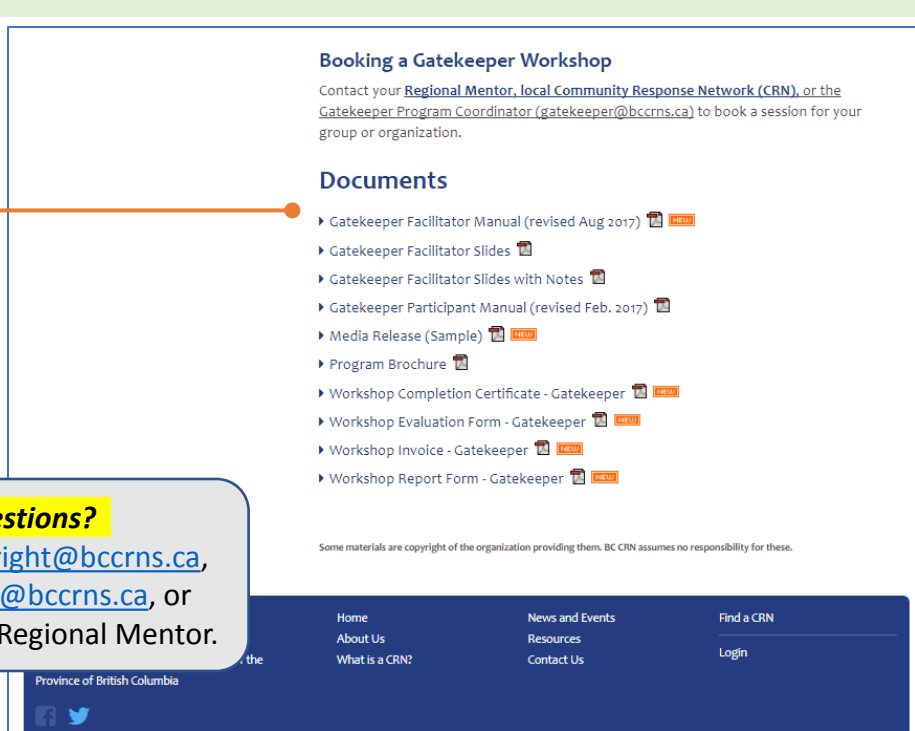 Booking a Gatekeeper Workshop
Contact your Regional Mentor, local Community Response Network (CRN), or the
Gatekeeper Program Coordinator (gatekeeper@bccrns.ca) to book a session for your
group or organization.
Documents
Gatekeeper Facilitator Manual (revised Aug 2017) NEW
Gatekeeper Facilitator Slides
Gatekeeper Facilitator Slides with Notes
Gatekeeper Participant Manual (revised Feb. 2017)
Media Release (Sample) NEW
Program Brochure
Workshop Completion Certificate - Gatekeeper NEW
Workshop Evaluation Form - Gatekeeper NEW
Workshop Invoice - Gatekeeper NEW
Workshop Report Form - Gatekeeper NEW
estions?
right@bccrns.ca,
@bccrns.ca, or
Regional Mentor.
Some materials are copyright of the organization providing them. BC CRN assumes no responsibility for these.
the
Province of British Columbia
Home
About Us
What is a CRN?
News and Events
Resources
Contact Us
Find a CRN
Login